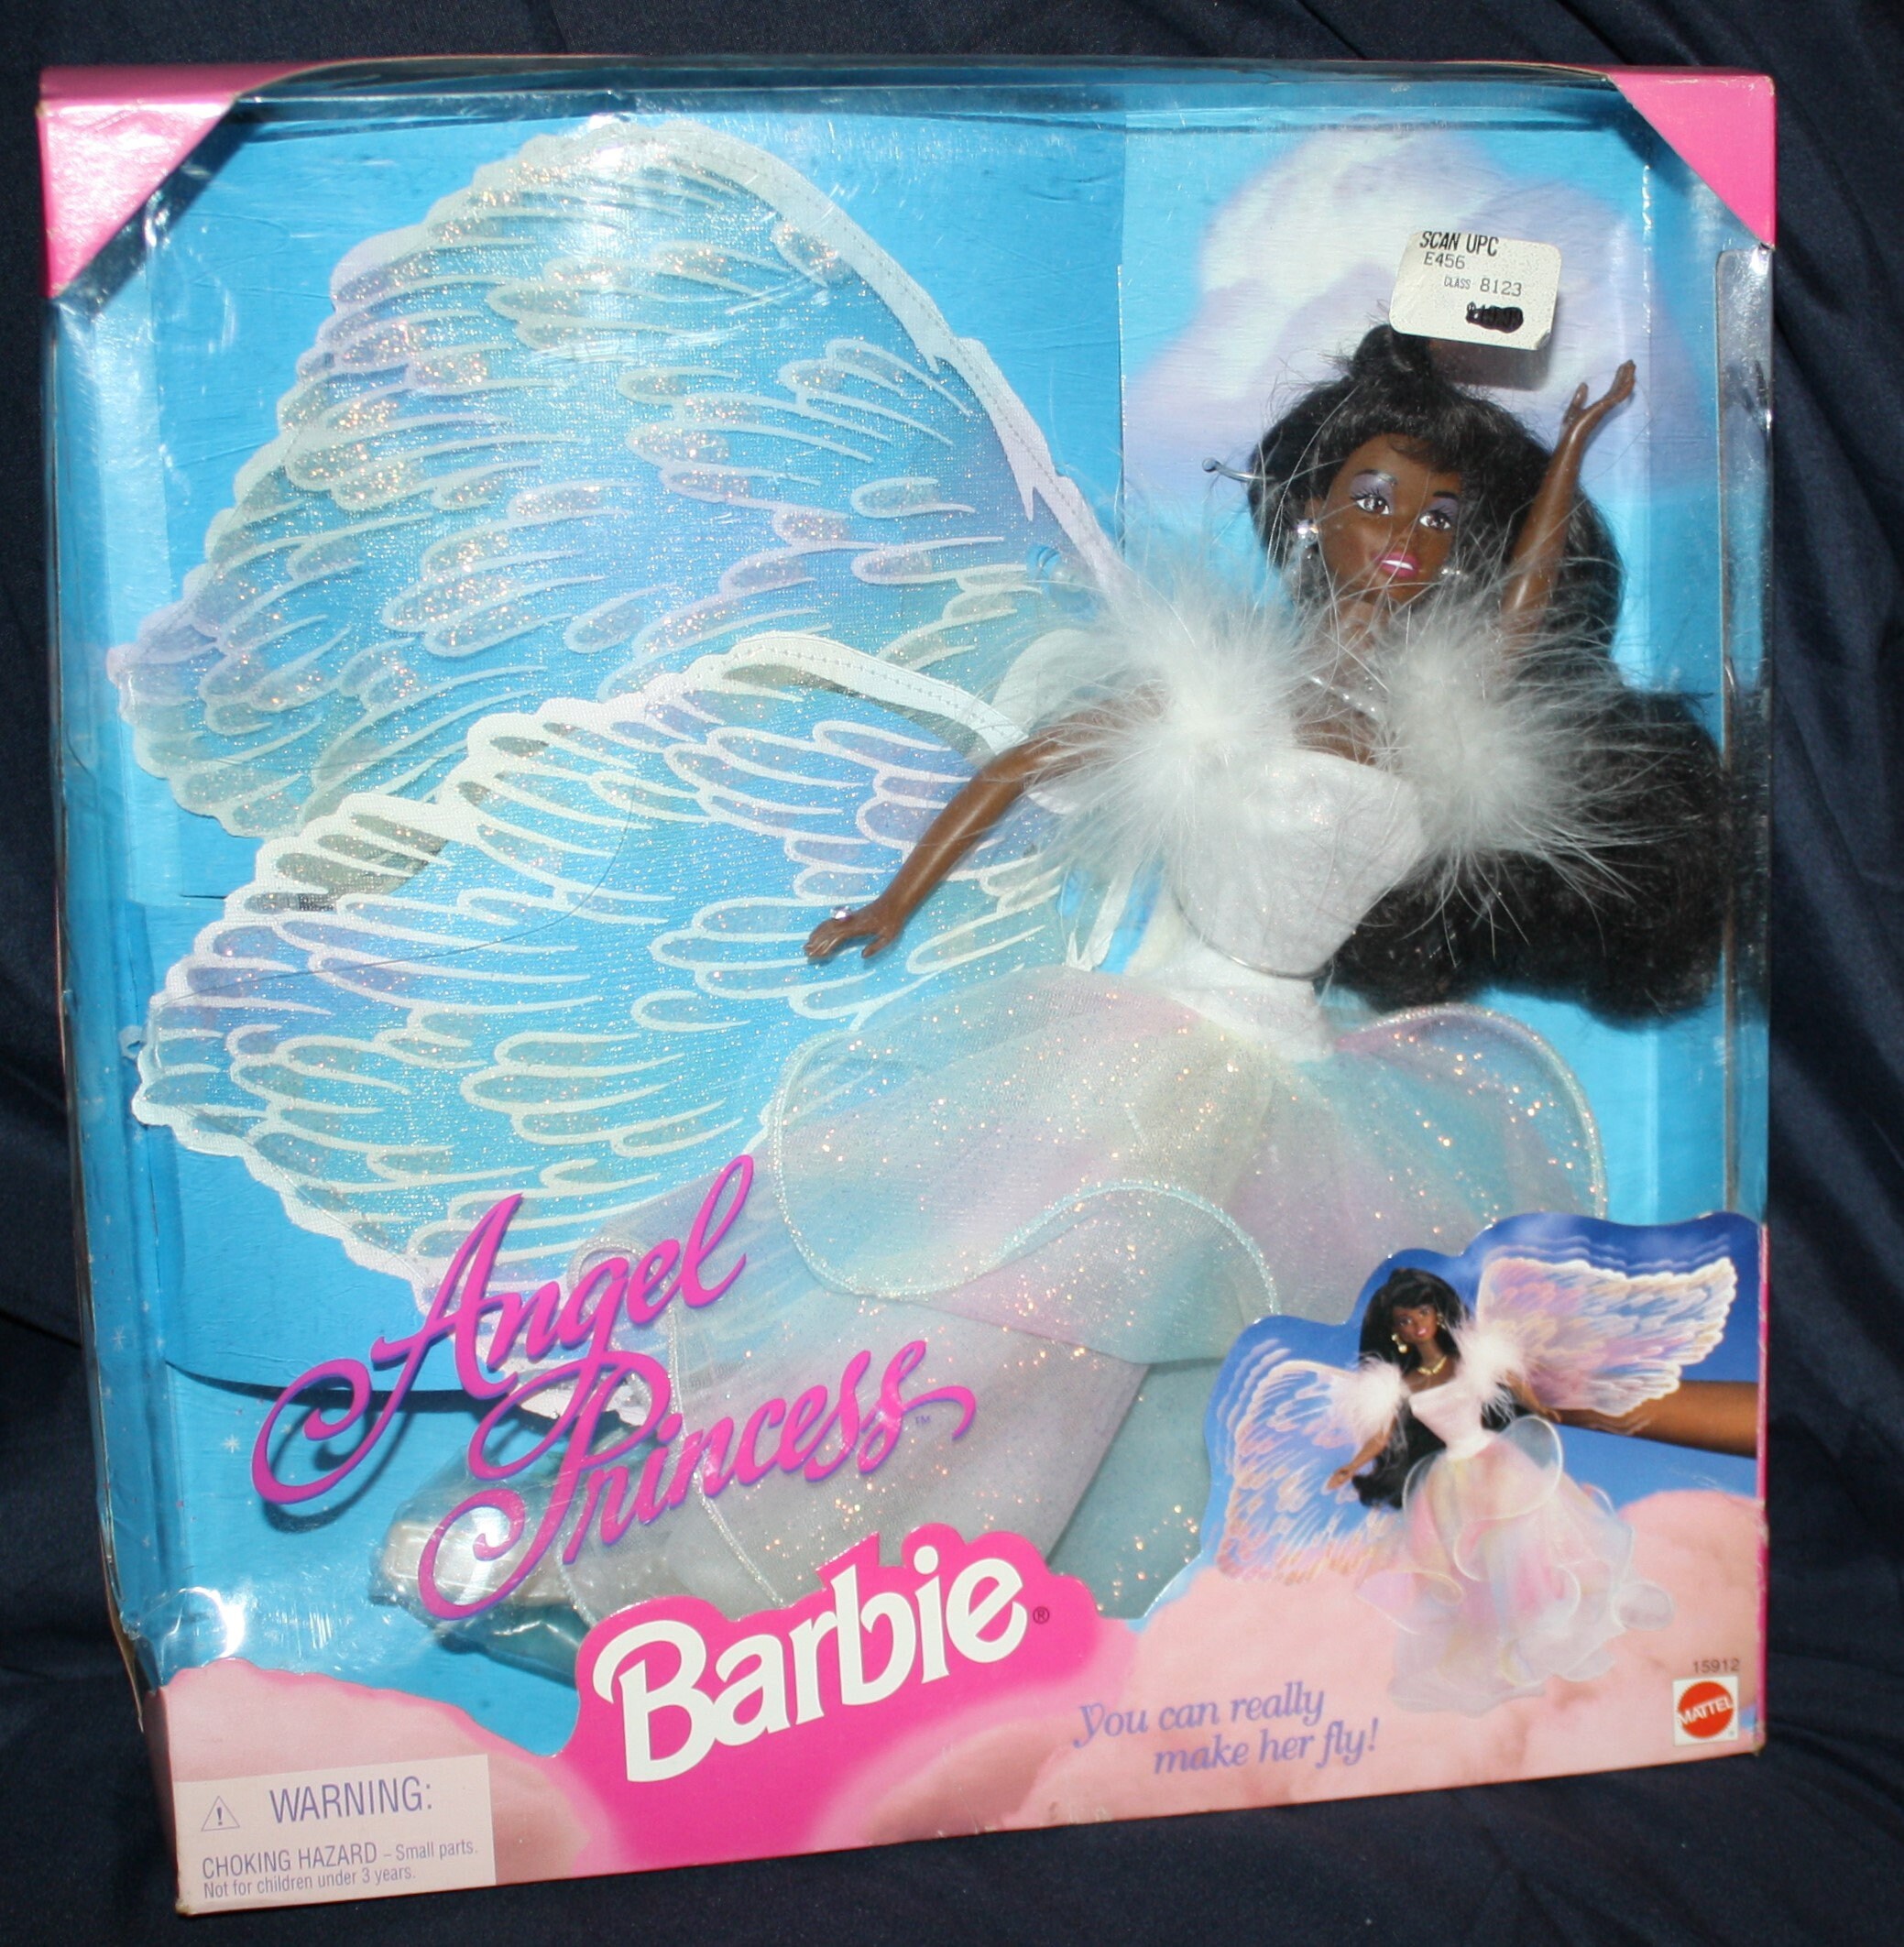 SCAN UPC
E456
CLASS 8123
Angel
Princess™
Barbie®
You can really
make her fly!
15912
MATTEL
⚠ WARNING:
CHOKING HAZARD – Small parts.
Not for children under 3 years.